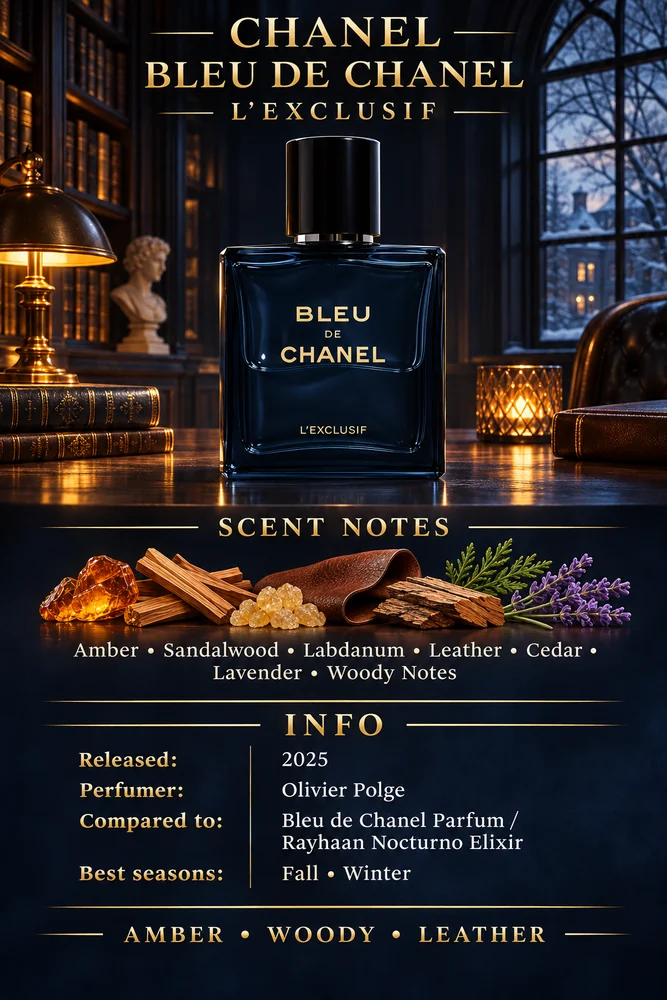 CHANEL
BLEU DE CHANEL
L'EXCLUSIF
BLEU
DE
CHANEL
L'EXCLUSIF
SCENT NOTES
Amber • Sandalwood • Labdanum • Leather • Cedar •
Lavender • Woody Notes
INFO
Released: 2025
Perfumer: Olivier Polge
Compared to: Bleu de Chanel Parfum /
Rayhaan Nocturno Elixir
Best seasons: Fall • Winter
AMBER • WOODY • LEATHER